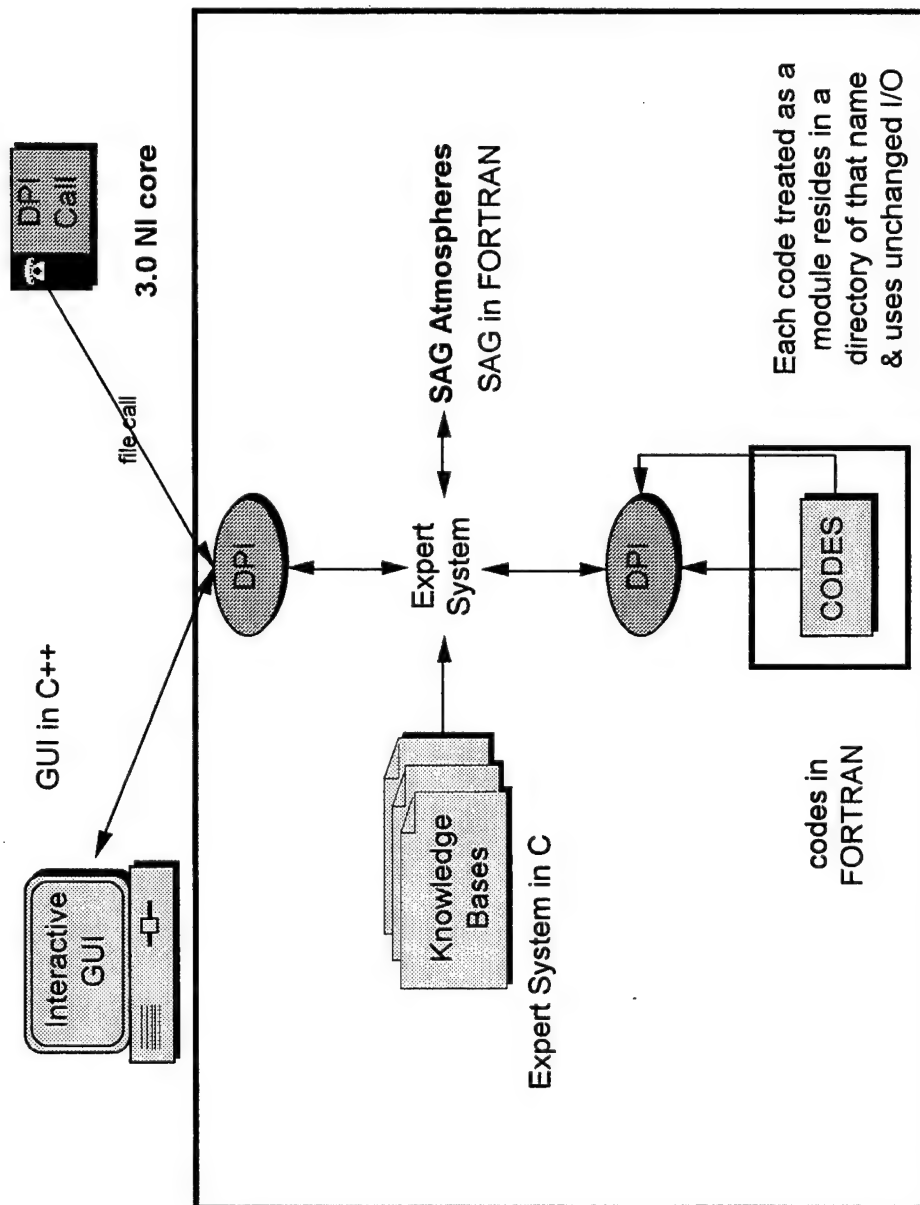 Interactive
GUI
GUI in C++
DPI
Call
3.0 NI core
file call
DPI
Knowledge
Bases
Expert System in C
Expert
System
SAG Atmospheres
SAG in FORTRAN
DPI
codes in
FORTRAN
CODES
Each code treated as a
module resides in a
directory of that name
& uses unchanged I/O